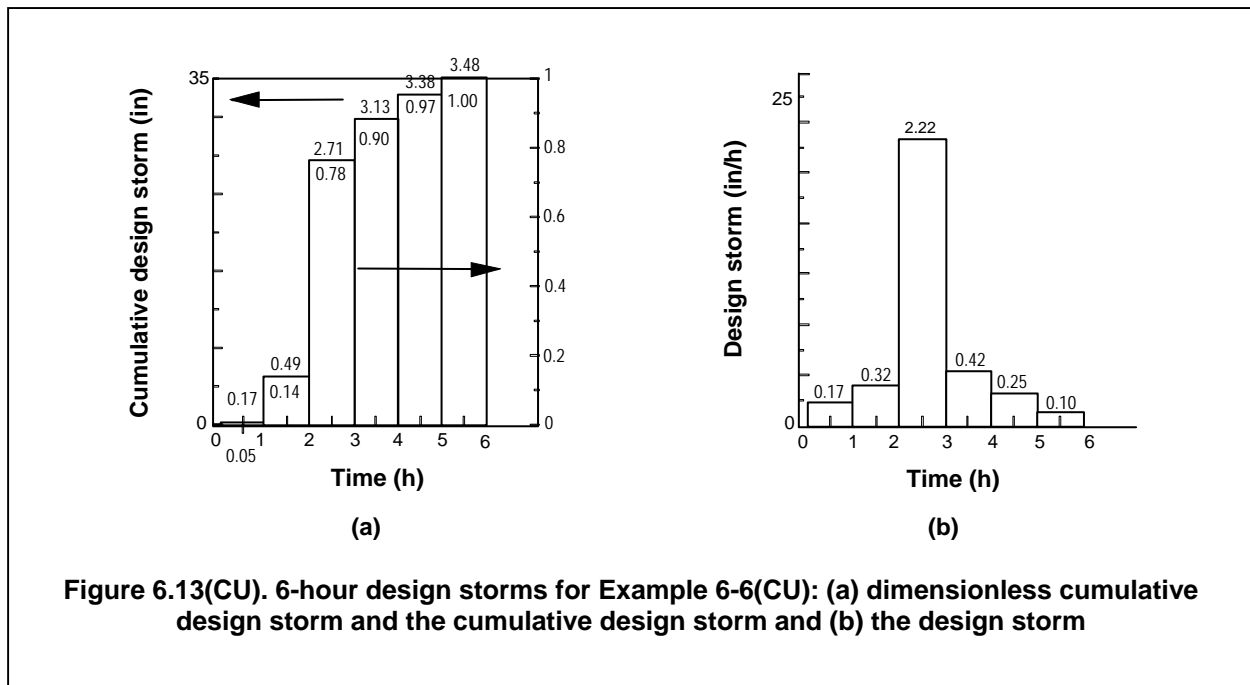 Cumulative design storm (in)
35
0
3.48
3.38
1
3.13
0.97
1.00
0.90
2.71
0.8
0.78
0.6
0.4
0.49
0.2
0.17
0.14
0
0 1 2 3 4 5 6
0.05
Time (h)
(a)
Design storm (in/h)
25
0
2.22
0.42
0.32
0.25
0.17
0.10
0 1 2 3 4 5 6
Time (h)
(b)
Figure 6.13(CU). 6-hour design storms for Example 6-6(CU): (a) dimensionless cumulative
design storm and the cumulative design storm and (b) the design storm